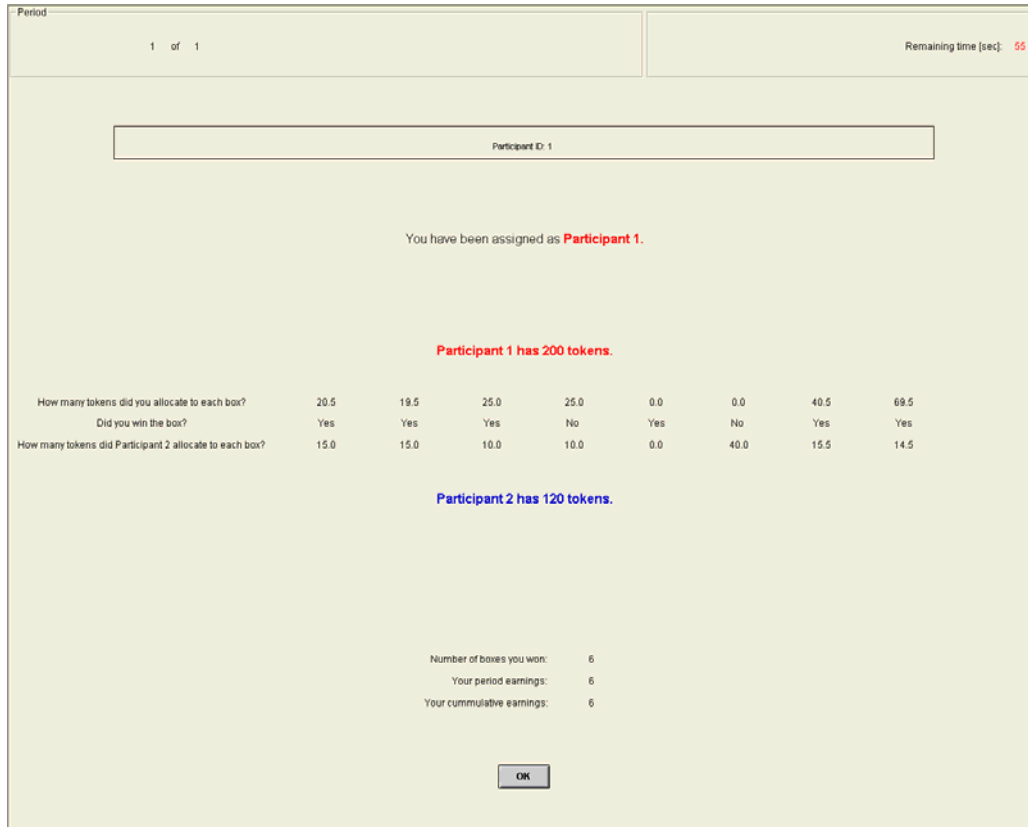 Period
1 of 1
Remaining time [sec]: 55
Participant ID: 1
You have been assigned as Participant 1.
Participant 1 has 200 tokens.
How many tokens did you allocate to each box? 20.5 19.5 25.0 25.0 0.0 0.0 40.5 69.5
Did you win the box? Yes Yes Yes No Yes No Yes Yes
How many tokens did Participant 2 allocate to each box? 15.0 15.0 10.0 10.0 0.0 40.0 15.5 14.5
Participant 2 has 120 tokens.
Number of boxes you won: 6
Your period earnings: 6
Your cummulative earnings: 6
OK